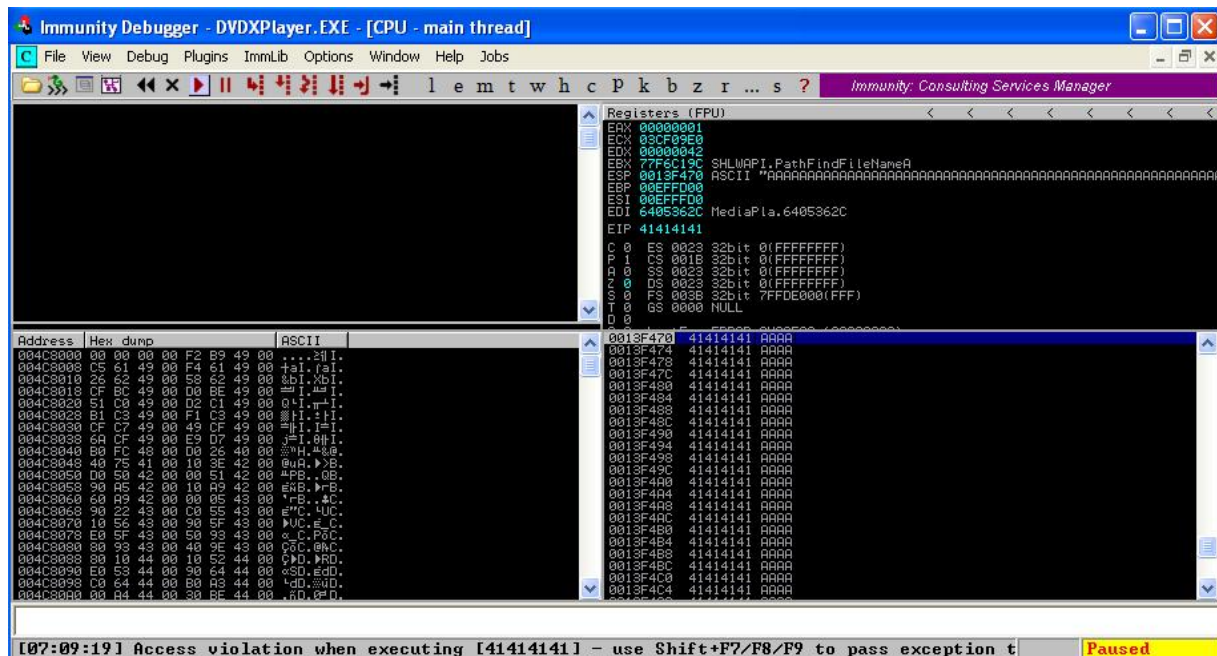 Immunity Debugger - DVDXPlayer.EXE - [CPU - main thread]
C File View Debug Plugins ImmLib Options Window Help Jobs
l e m t w h c P k b z r ... s ? Immunity: Consulting Services Manager
Registers (FPU) < < < < < < < <
EAX 00000001
ECX 03CF09E0
EDX 00000042
EBX 77F6C19C SHLWAPI.PathFindFileNameA
ESP 0013F470 ASCII
EBP 00EFFD00
ESI 00EFFFD0
EDI 6405362C MediaPla.6405362C
EIP 41414141
C 0 ES 0023 32bit 0(FFFFFFFF)
P 1 CS 001B 32bit 0(FFFFFFFF)
A 0 SS 0023 32bit 0(FFFFFFFF)
Z 0 DS 0023 32bit 0(FFFFFFFF)
S 0 FS 003B 32bit 7FFDE000(FFF)
T 0 GS 0000 NULL
D 0
Address Hex dump ASCII
004C8000 00 00 00 00 F2 B9 49 00
004C8008 C5 61 49 00 F4 61 49 00
004C8010 26 62 49 00 58 62 49 00 &bI.XbI.
004C8018 CF BC 49 00 D0 BE 49 00
004C8020 51 C0 49 00 D2 C1 49 00
004C8028 B1 C3 49 00 F1 C3 49 00
004C8030 CF C7 49 00 49 CF 49 00
004C8038 6A CF 49 00 E9 D7 49 00
004C8040 B0 FC 48 00 D0 26 40 00
004C8048 40 75 41 00 10 3E 42 00 @uA.►>B.
004C8050 D0 50 42 00 00 51 42 00
004C8058 90 A5 42 00 10 A9 42 00
004C8060 60 A9 42 00 00 05 43 00
004C8068 90 22 43 00 C0 55 43 00
004C8070 10 56 43 00 90 5F 43 00
004C8078 E0 5F 43 00 50 93 43 00
004C8080 80 93 43 00 40 9E 43 00
004C8088 80 10 44 00 10 52 44 00
004C8090 E0 53 44 00 90 64 44 00
004C8098 C0 64 44 00 B0 A3 44 00
004C80A0 00 A4 44 00 30 BE 44 00
0013F470 41414141 AAAA
0013F474 41414141 AAAA
0013F478 41414141 AAAA
0013F47C 41414141 AAAA
0013F480 41414141 AAAA
0013F484 41414141 AAAA
0013F488 41414141 AAAA
0013F48C 41414141 AAAA
0013F490 41414141 AAAA
0013F494 41414141 AAAA
0013F498 41414141 AAAA
0013F49C 41414141 AAAA
0013F4A0 41414141 AAAA
0013F4A4 41414141 AAAA
0013F4A8 41414141 AAAA
0013F4AC 41414141 AAAA
0013F4B0 41414141 AAAA
0013F4B4 41414141 AAAA
0013F4B8 41414141 AAAA
0013F4BC 41414141 AAAA
0013F4C0 41414141 AAAA
0013F4C4 41414141 AAAA
[07:09:19] Access violation when executing [41414141] - use Shift+F7/F8/F9 to pass exception t Paused